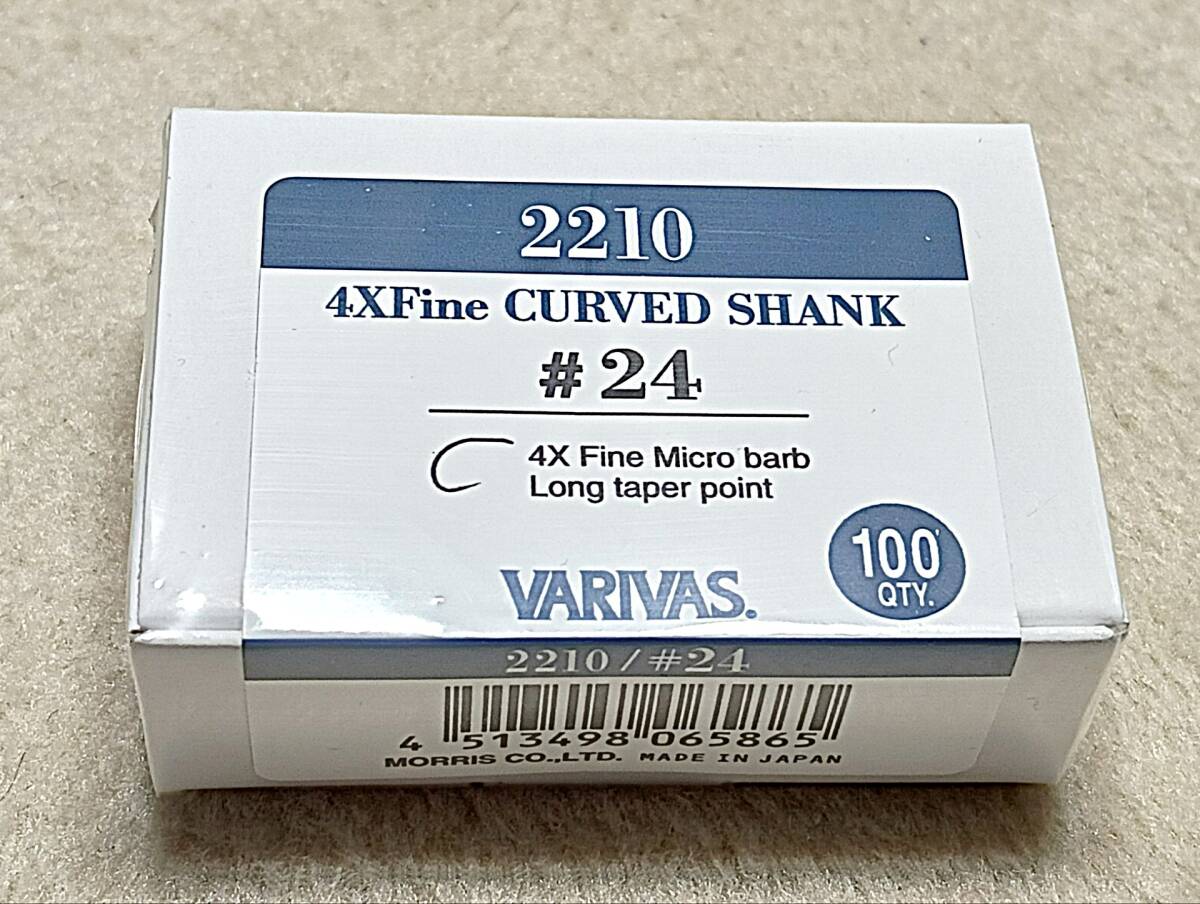 2210
4XFine CURVED SHANK
#24
4X Fine Micro barb
Long taper point
100
QTY.
VARIVAS.
2210/#24
4 513498 065865
MORRIS CO.,LTD. MADE IN JAPAN